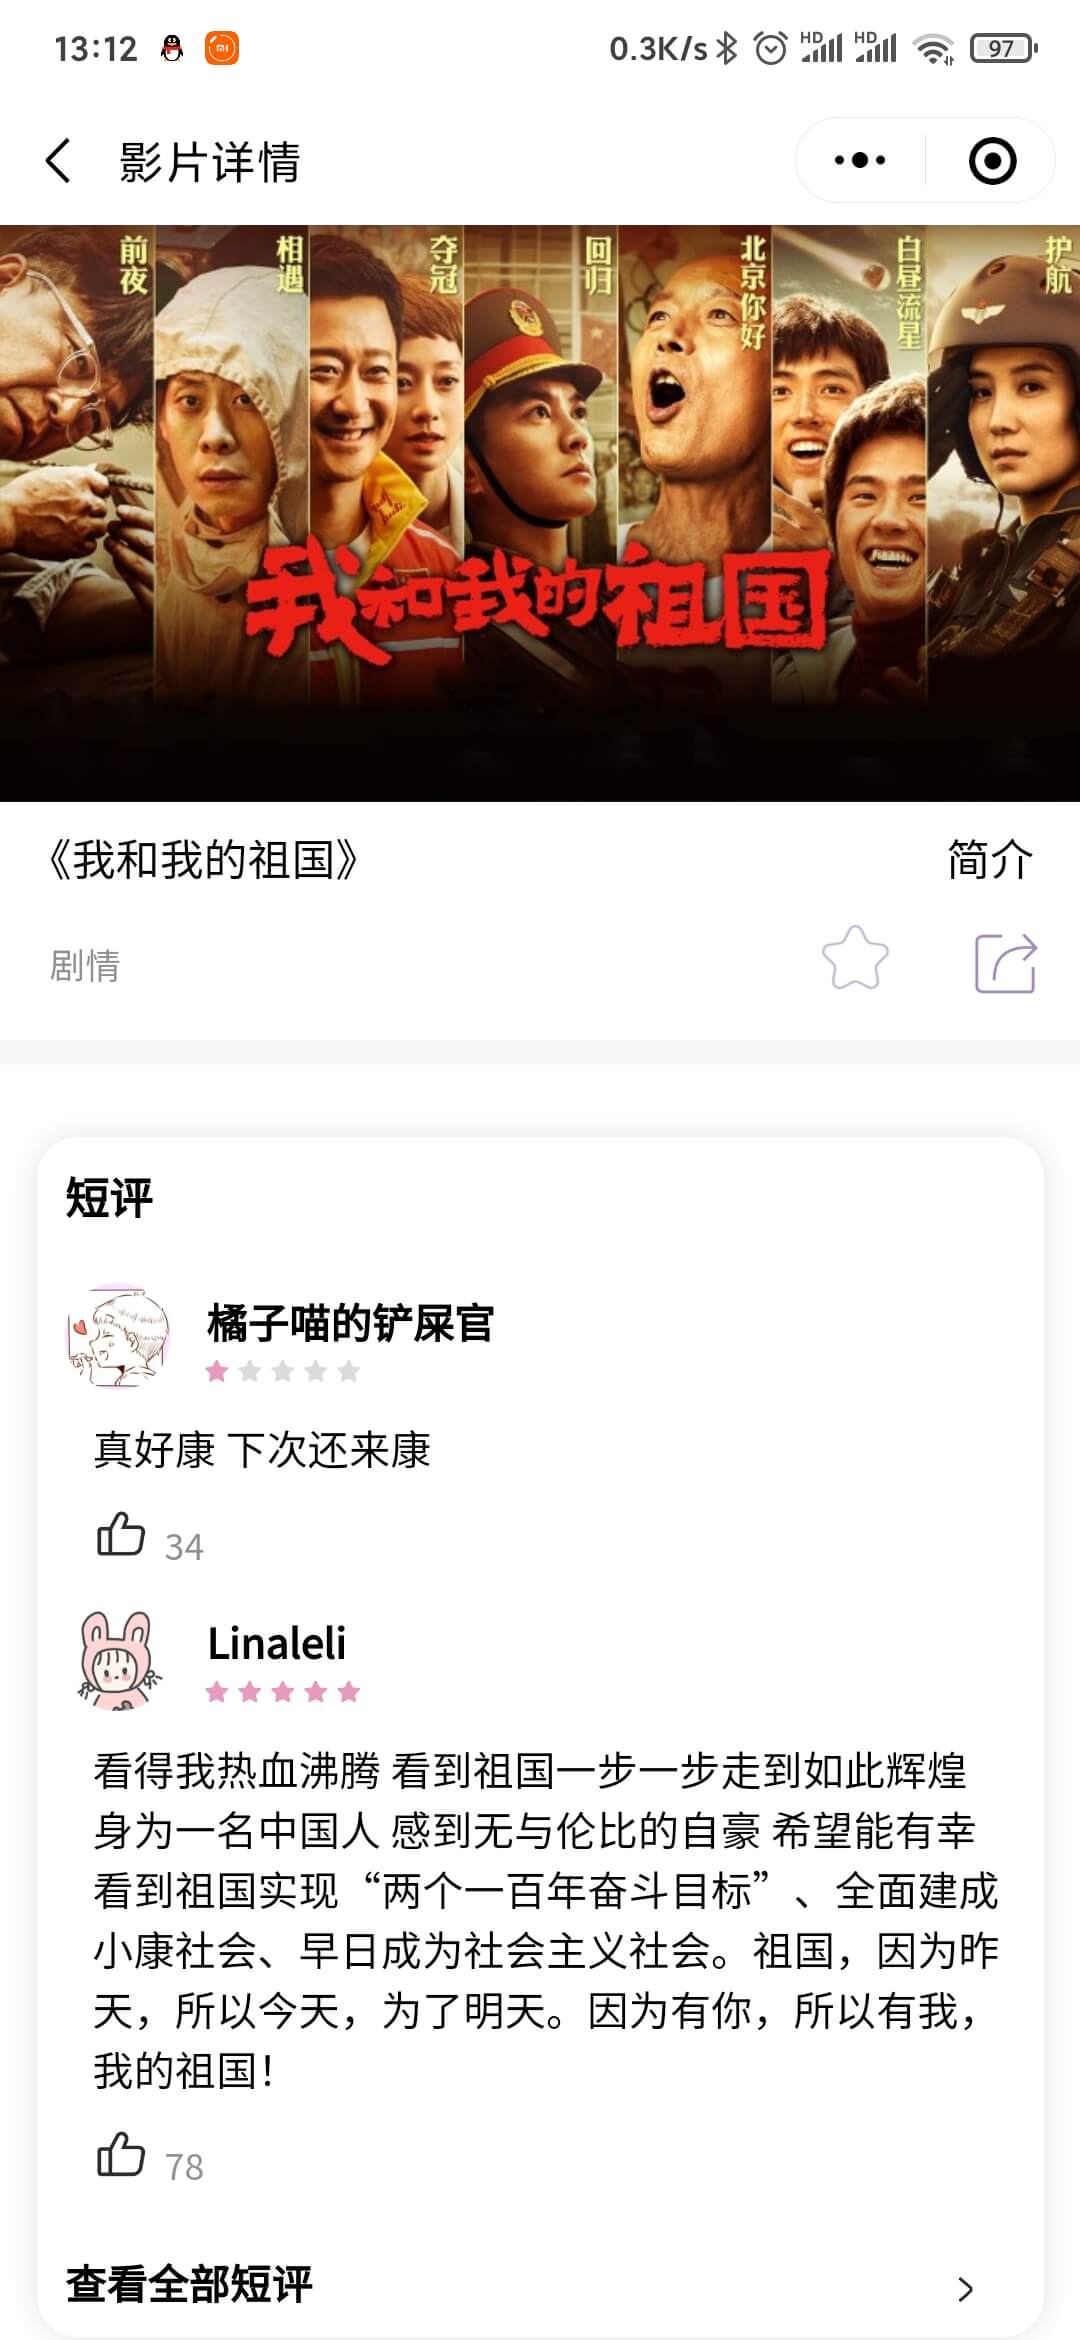 13:12
0.3K/s
HD
HD
97
影片详情
前夜
相遇
夺冠
回归
北京你好
白昼流星
护航
我和我的祖国
《我和我的祖国》
简介
剧情
短评
橘子喵的铲屎官
真好康 下次还来康
34
Linaleli
看得我热血沸腾 看到祖国一步一步走到如此辉煌
身为一名中国人 感到无与伦比的自豪 希望能有幸
看到祖国实现“两个一百年奋斗目标”、全面建成
小康社会、早日成为社会主义社会。祖国，因为昨
天，所以今天，为了明天。因为有你，所以有我，
我的祖国！
78
查看全部短评